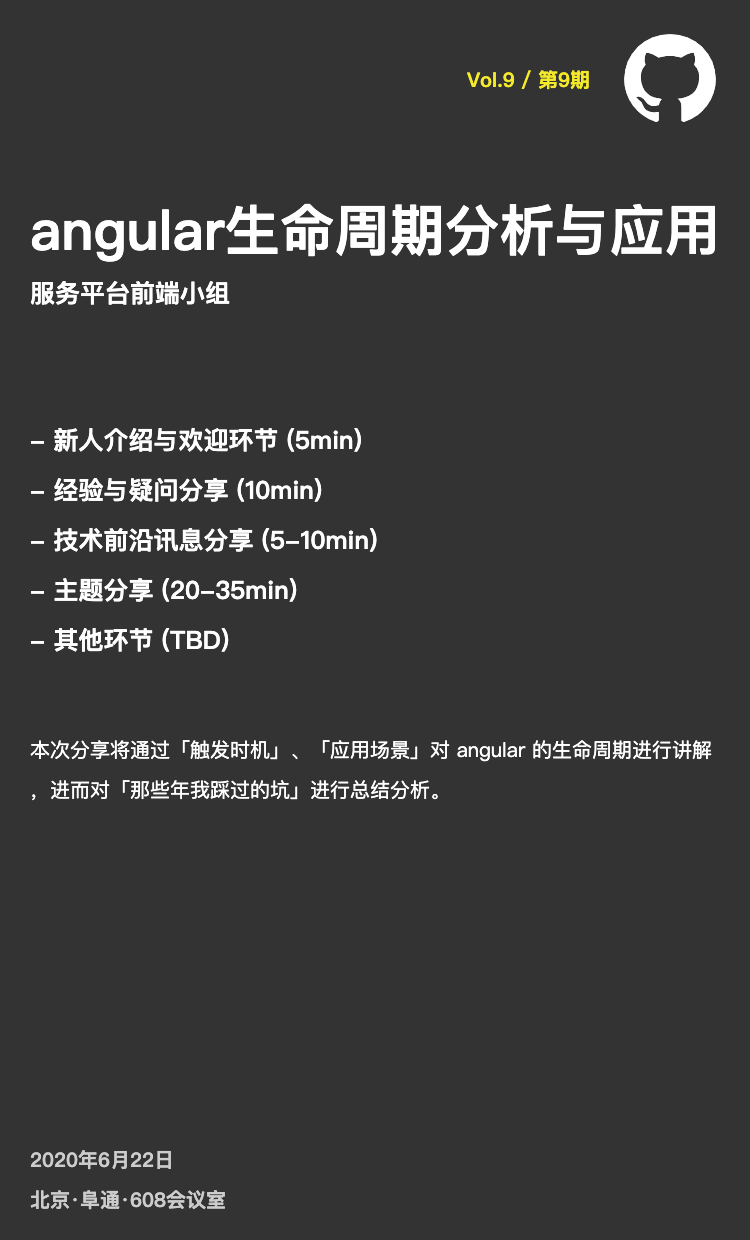 Vol.9 / 第9期
angular生命周期分析与应用
服务平台前端小组
– 新人介绍与欢迎环节 (5min)
– 经验与疑问分享 (10min)
– 技术前沿讯息分享 (5–10min)
– 主题分享 (20–35min)
– 其他环节 (TBD)
本次分享将通过「触发时机」、「应用场景」对 angular 的生命周期进行讲解
，进而对「那些年我踩过的坑」进行总结分析。
2020年6月22日
北京·阜通·608会议室